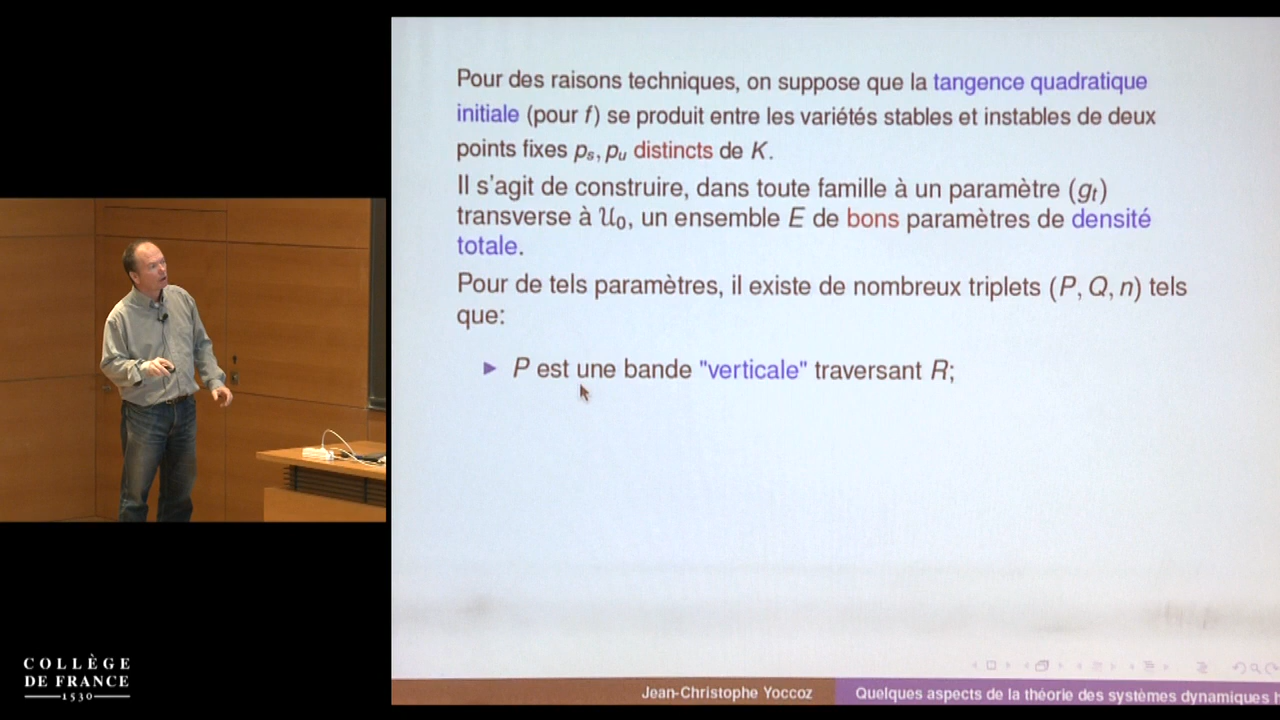 Pour des raisons techniques, on suppose que la tangence quadratique
initiale (pour f) se produit entre les variétés stables et instables de deux
points fixes pₛ, pᵤ distincts de K.
Il s'agit de construire, dans toute famille à un paramètre (gₜ)
transverse à 𝒰₀, un ensemble E de bons paramètres de densité
totale.
Pour de tels paramètres, il existe de nombreux triplets (P, Q, n) tels
que:
▶ P est une bande "verticale" traversant R;
COLLÈGE
DE FRANCE
1530
Jean-Christophe Yoccoz
Quelques aspects de la théorie des systèmes dynamiques h